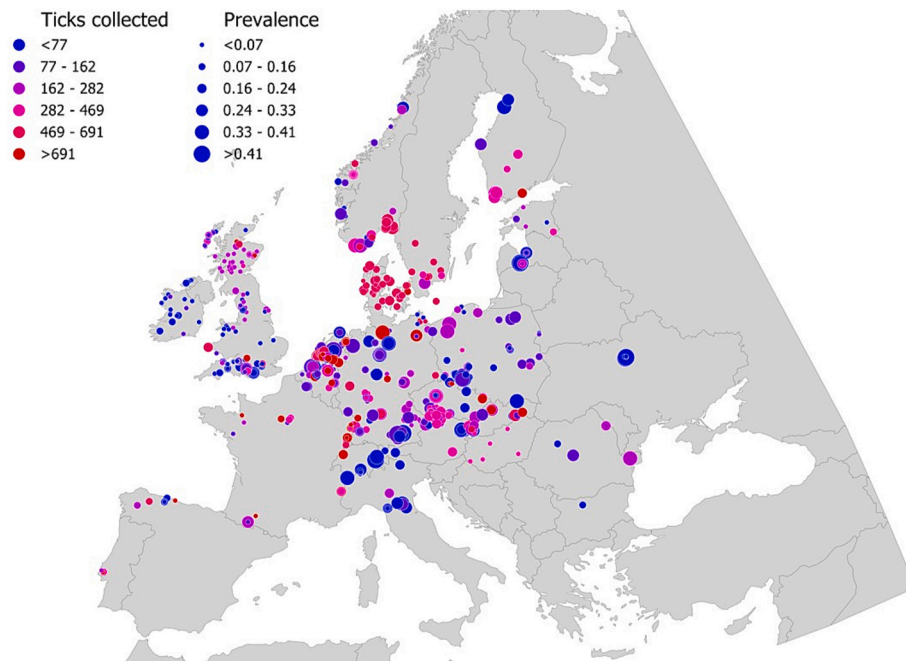 Ticks collected
<77
77 - 162
162 - 282
282 - 469
469 - 691
>691
Prevalence
<0.07
0.07 - 0.16
0.16 - 0.24
0.24 - 0.33
0.33 - 0.41
>0.41